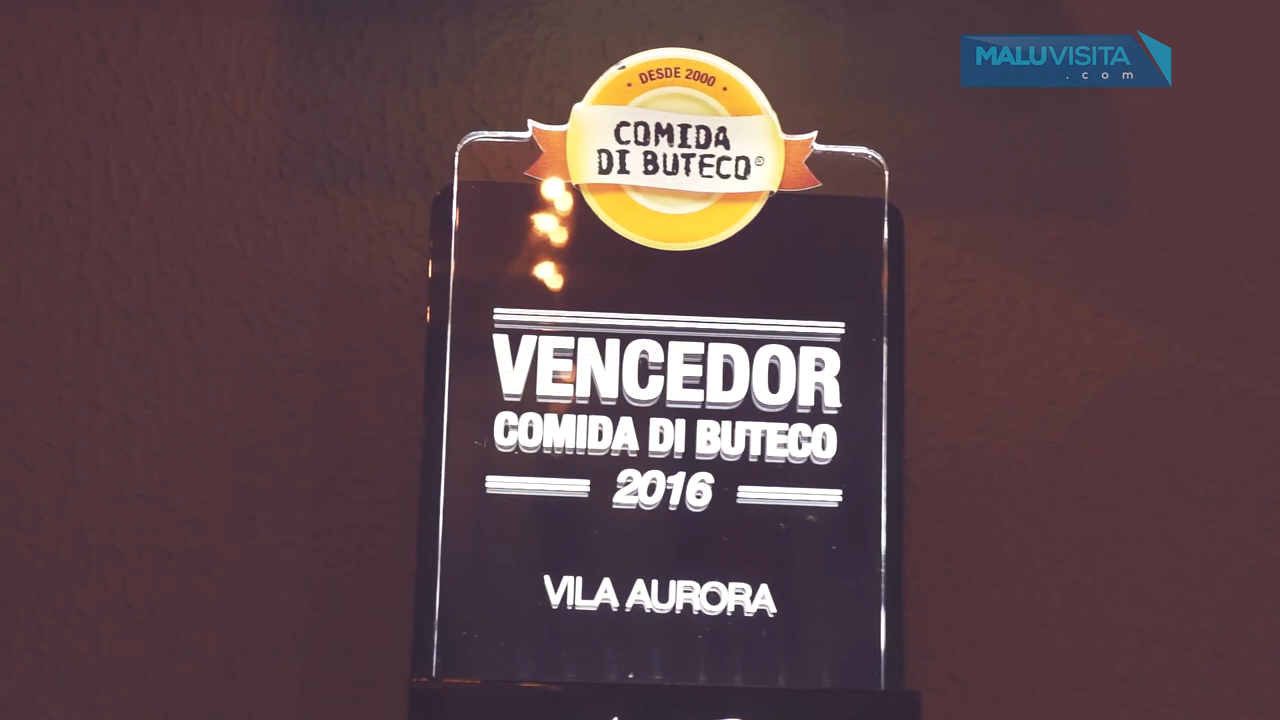 MALUVISITA
.com
DESDE 2000
COMIDA
DI BUTECO®
VENCEDOR
COMIDA DI BUTECO
2016
VILA AURORA